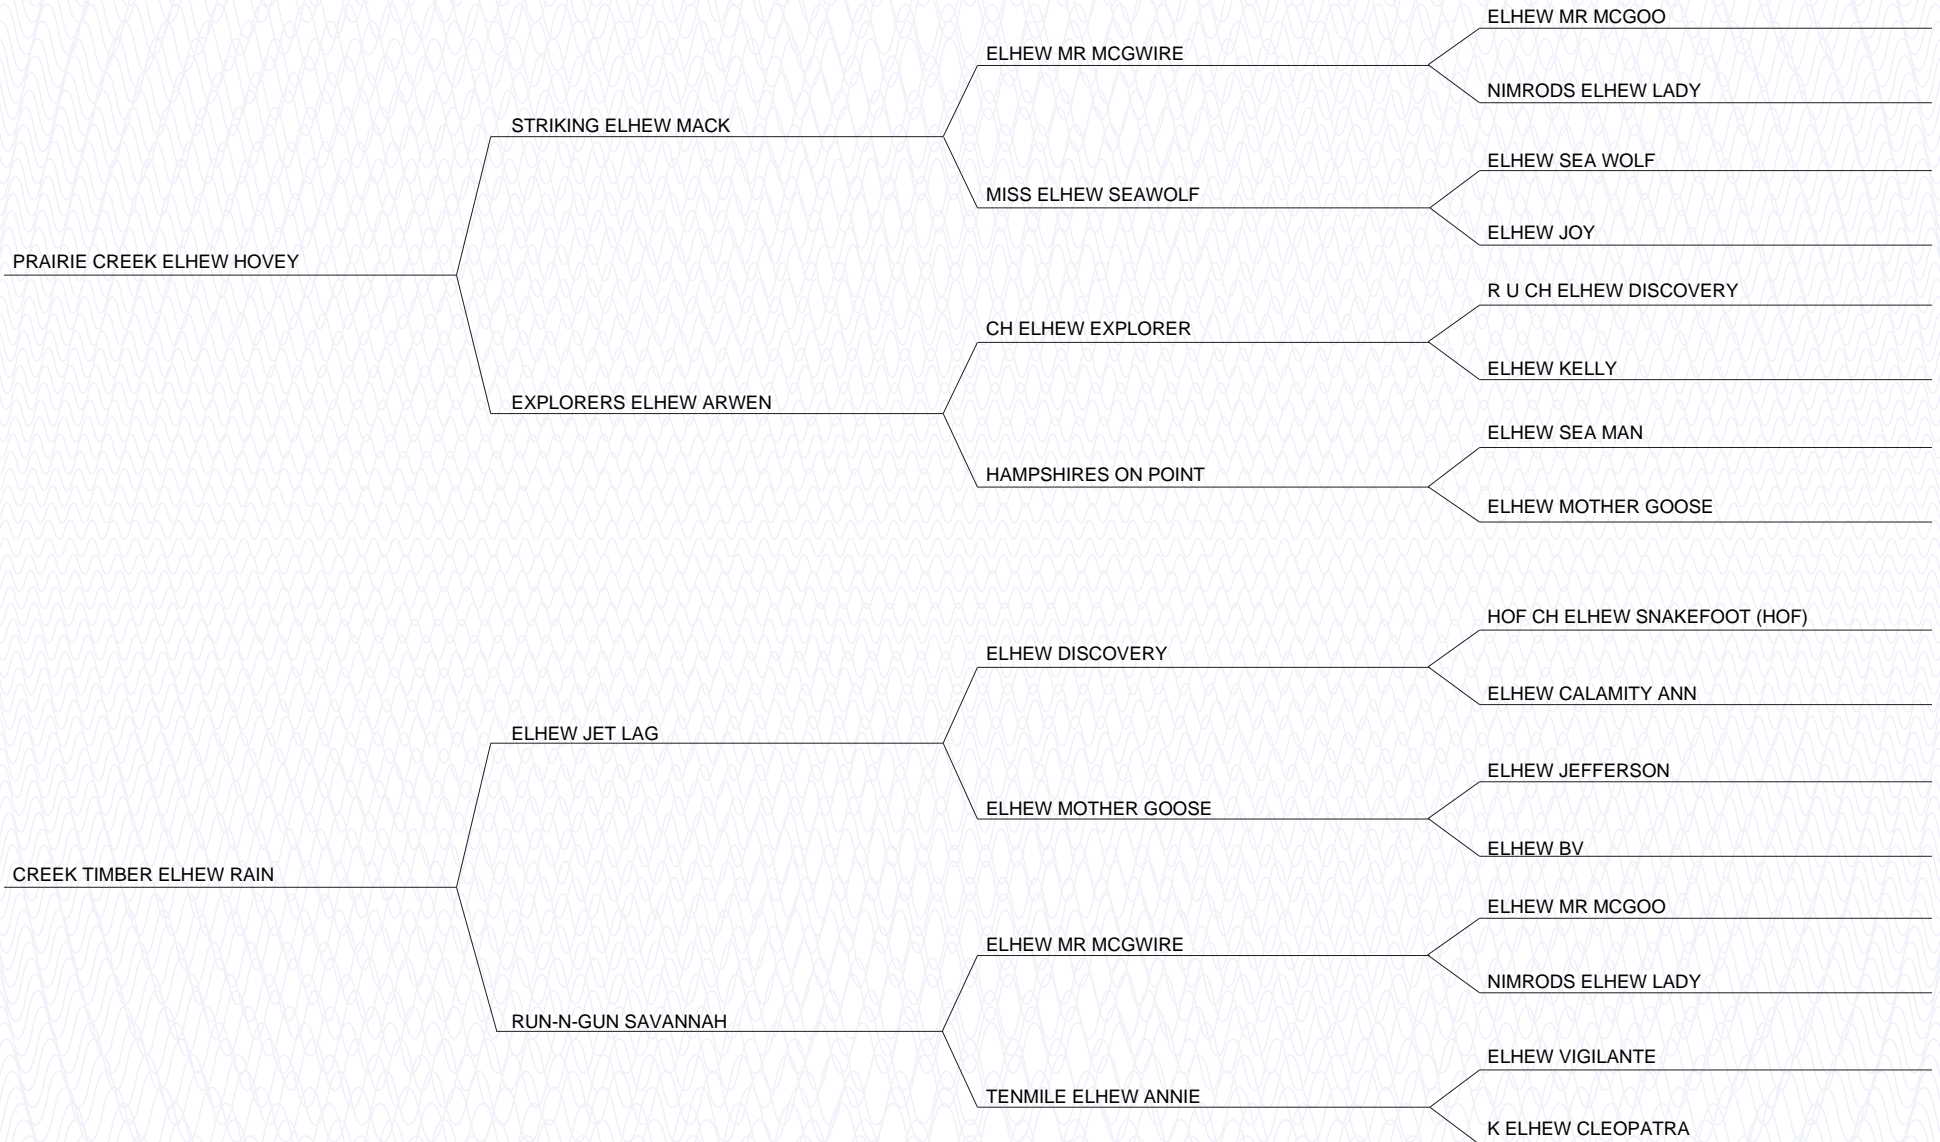 ELHEW MR MCGOO
ELHEW MR MCGWIRE
NIMRODS ELHEW LADY
STRIKING ELHEW MACK
ELHEW SEA WOLF
MISS ELHEW SEAWOLF
ELHEW JOY
PRAIRIE CREEK ELHEW HOVEY
R U CH ELHEW DISCOVERY
CH ELHEW EXPLORER
ELHEW KELLY
EXPLORERS ELHEW ARWEN
ELHEW SEA MAN
HAMPSHIRES ON POINT
ELHEW MOTHER GOOSE
HOF CH ELHEW SNAKEFOOT (HOF)
ELHEW DISCOVERY
ELHEW CALAMITY ANN
ELHEW JET LAG
ELHEW JEFFERSON
ELHEW MOTHER GOOSE
ELHEW BV
CREEK TIMBER ELHEW RAIN
ELHEW MR MCGOO
ELHEW MR MCGWIRE
NIMRODS ELHEW LADY
RUN-N-GUN SAVANNAH
ELHEW VIGILANTE
TENMILE ELHEW ANNIE
K ELHEW CLEOPATRA